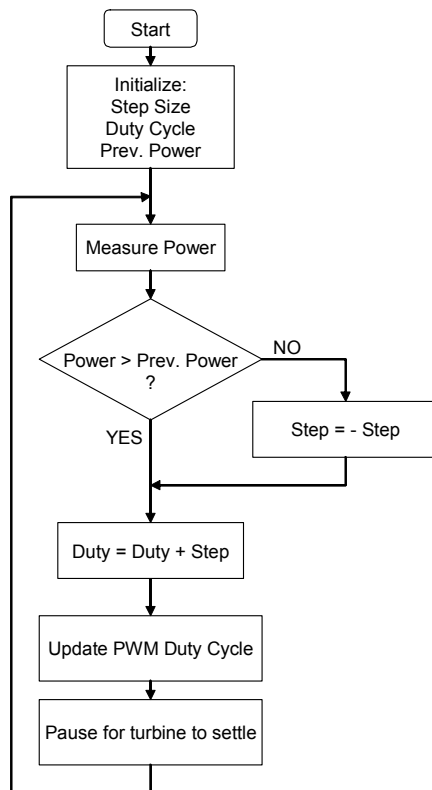 Start
Initialize:
Step Size
Duty Cycle
Prev. Power
Measure Power
Power > Prev. Power
?
NO
YES
Step = - Step
Duty = Duty + Step
Update PWM Duty Cycle
Pause for turbine to settle